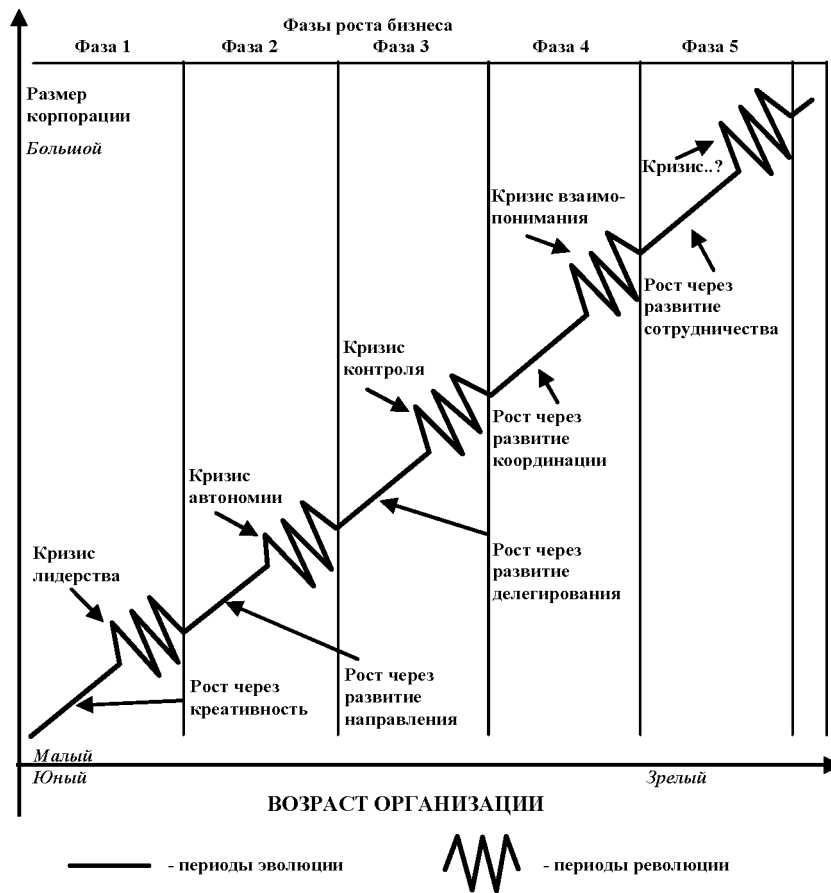 Фазы роста бизнеса
Фаза 1
Фаза 2
Фаза 3
Фаза 4
Фаза 5
Размер
корпорации
Большой
Кризис..?
Кризис взаимо-
понимания
Рост через
развитие
сотрудничества
Кризис
контроля
Рост через
развитие
координации
Кризис
автономии
Рост через
развитие
делегирования
Кризис
лидерства
Рост через
креативность
Рост через
развитие
направления
Малый
Юный
Зрелый
ВОЗРАСТ ОРГАНИЗАЦИИ
- периоды эволюции
- периоды революции